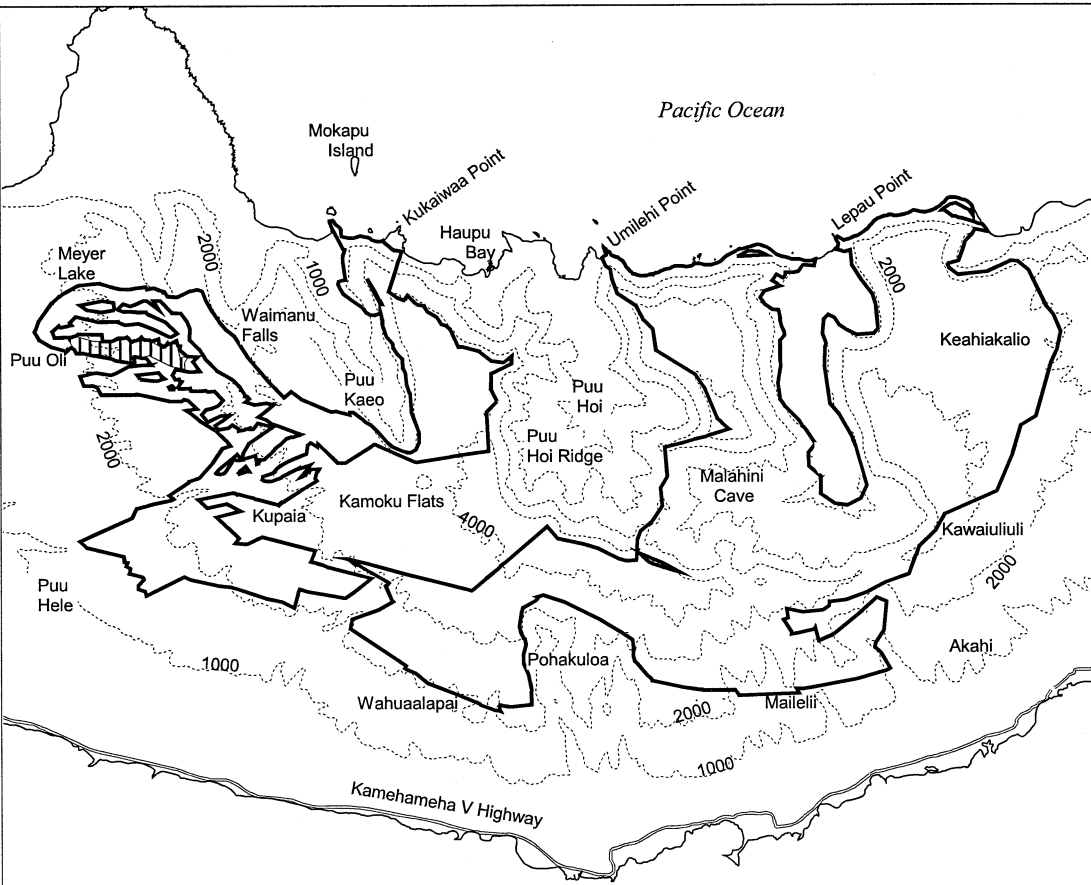 Pacific Ocean
Mokapu
Island
Kukaiwaa Point
Umilehi Point
Lepau Point
Haupu
Bay
Meyer
Lake
2000
1000
2000
Waimanu
Falls
Keahiakalio
Puu Oli
Puu
Kaeo
Puu
Hoi
2000
Puu
Hoi Ridge
Malahini
Cave
Kamoku Flats
Kupaia
4000
Kawaiuliuli
2000
Puu
Hele
Akahi
1000
Pohakuloa
Wahuaalapai
2000
Mailelii
1000
Kamehameha V Highway